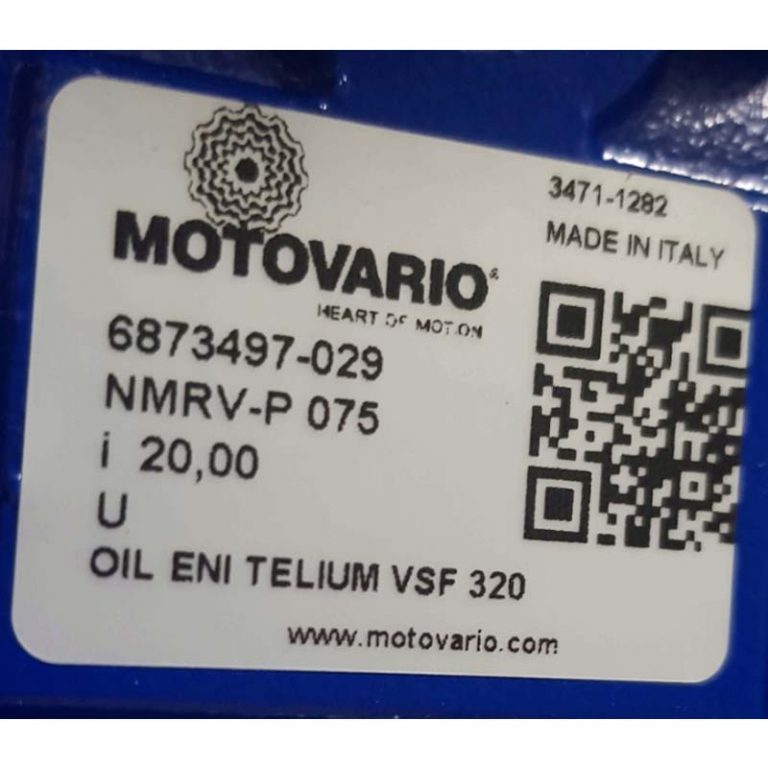 3471-1282
MADE IN ITALY
MOTOVARIO®
HEART OF MOTION
6873497-029
NMRV-P 075
i 20,00
U
OIL ENI TELIUM VSF 320
www.motovario.com